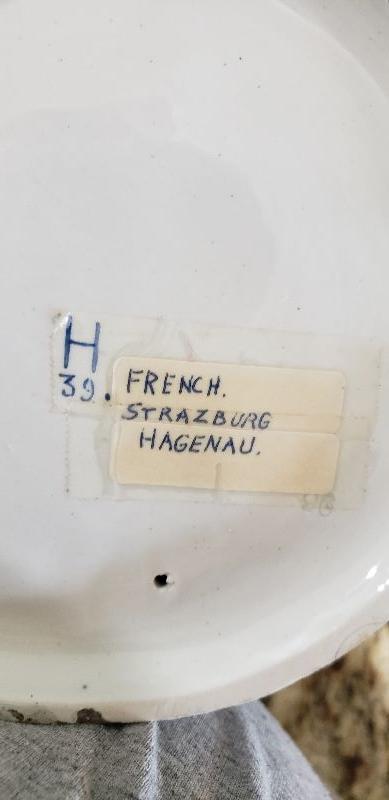 H
39. FRENCH.
STRAZBURG
HAGENAU.